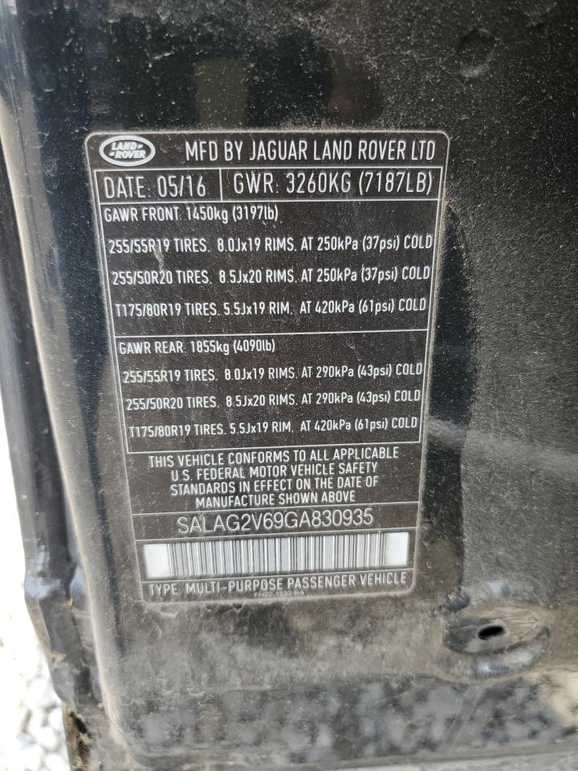 LAND ROVER MFD BY JAGUAR LAND ROVER LTD
DATE: 05/16 GWR: 3260KG (7187LB)
GAWR FRONT: 1450kg (3197lb)
255/55R19 TIRES. 8.0Jx19 RIMS. AT 250kPa (37psi) COLD
255/50R20 TIRES. 8.5Jx20 RIMS. AT 250kPa (37psi) COLD
T175/80R19 TIRES. 5.5Jx19 RIM. AT 420kPa (61psi) COLD
GAWR REAR: 1855kg (4090lb)
255/55R19 TIRES. 8.0Jx19 RIMS. AT 290kPa (43psi) COLD
255/50R20 TIRES. 8.5Jx20 RIMS. AT 290kPa (43psi) COLD
T175/80R19 TIRES. 5.5Jx19 RIM. AT 420kPa (61psi) COLD
THIS VEHICLE CONFORMS TO ALL APPLICABLE
U.S. FEDERAL MOTOR VEHICLE SAFETY
STANDARDS IN EFFECT ON THE DATE OF
MANUFACTURE SHOWN ABOVE
SALAG2V69GA830935
TYPE: MULTI-PURPOSE PASSENGER VEHICLE